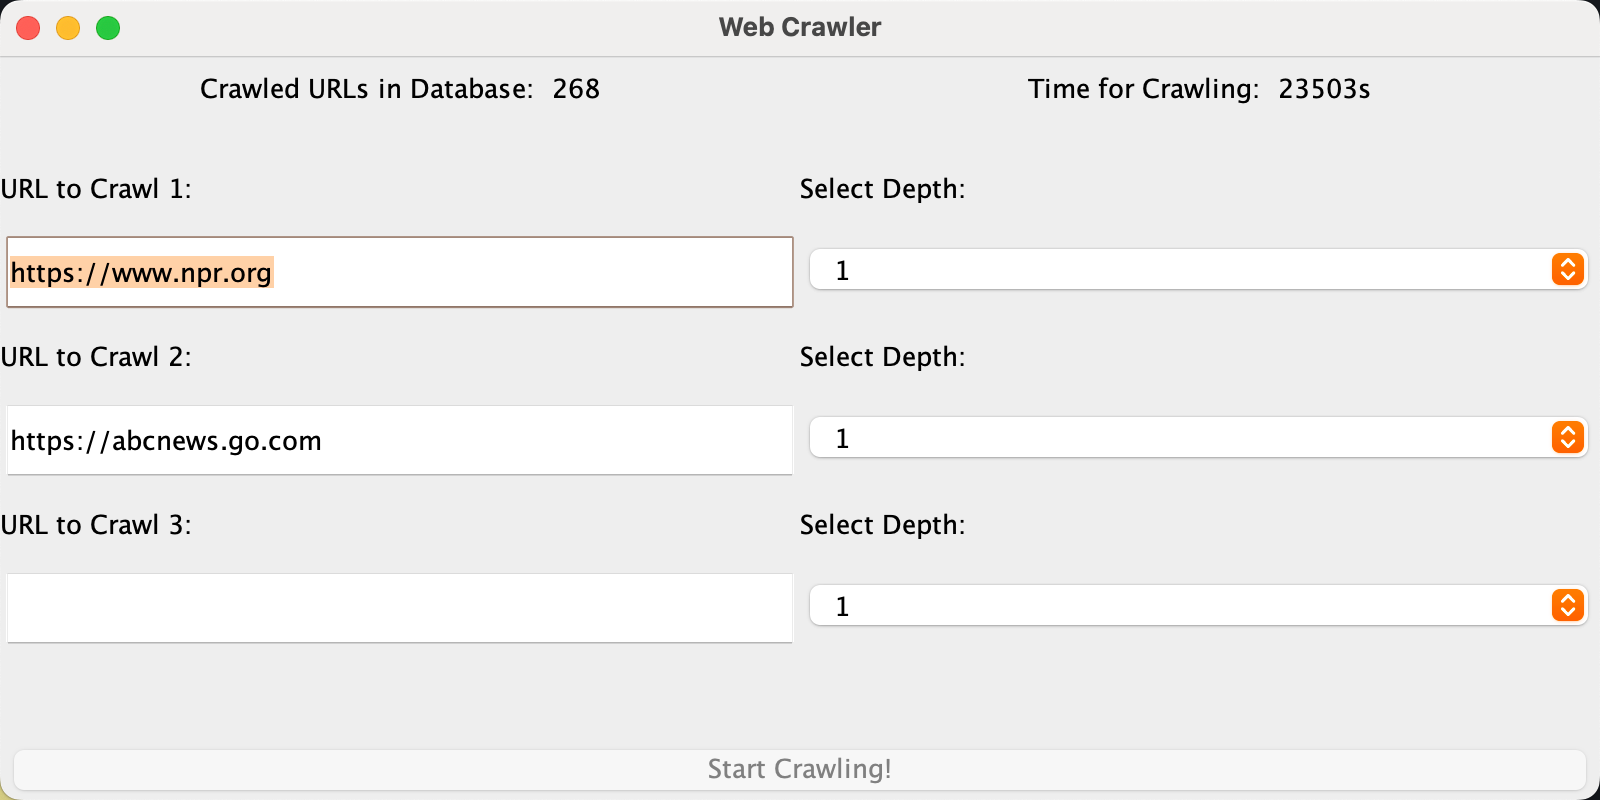 Web Crawler
Crawled URLs in Database: 268
Time for Crawling: 23503s
URL to Crawl 1:
Select Depth:
https://www.npr.org
1
URL to Crawl 2:
Select Depth:
https://abcnews.go.com
1
URL to Crawl 3:
Select Depth:
1
Start Crawling!